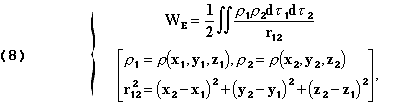 (8)
W_E = 1/2 ∬ ρ₁ρ₂dτ₁dτ₂ / r₁₂
[ρ₁ = ρ(x₁, y₁, z₁), ρ₂ = ρ(x₂, y₂, z₂)
r₁₂² = (x₂ − x₁)² + (y₂ − y₁)² + (z₂ − z₁)²],